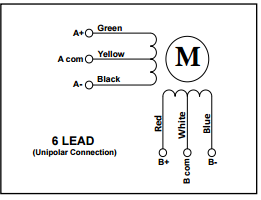 A+ Green
A com Yellow
A- Black
M
Red White Blue
B+ B com B-
6 LEAD
(Unipolar Connection)